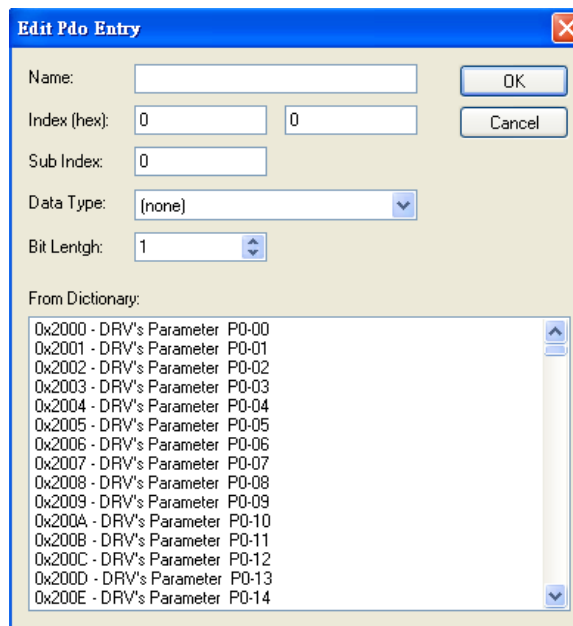 Edit Pdo Entry
Name:
OK
Index (hex): 0 0
Cancel
Sub Index: 0
Data Type: (none)
Bit Lentgh: 1
From Dictionary:
0x2000 - DRV's Parameter P0-00
0x2001 - DRV's Parameter P0-01
0x2002 - DRV's Parameter P0-02
0x2003 - DRV's Parameter P0-03
0x2004 - DRV's Parameter P0-04
0x2005 - DRV's Parameter P0-05
0x2006 - DRV's Parameter P0-06
0x2007 - DRV's Parameter P0-07
0x2008 - DRV's Parameter P0-08
0x2009 - DRV's Parameter P0-09
0x200A - DRV's Parameter P0-10
0x200B - DRV's Parameter P0-11
0x200C - DRV's Parameter P0-12
0x200D - DRV's Parameter P0-13
0x200E - DRV's Parameter P0-14